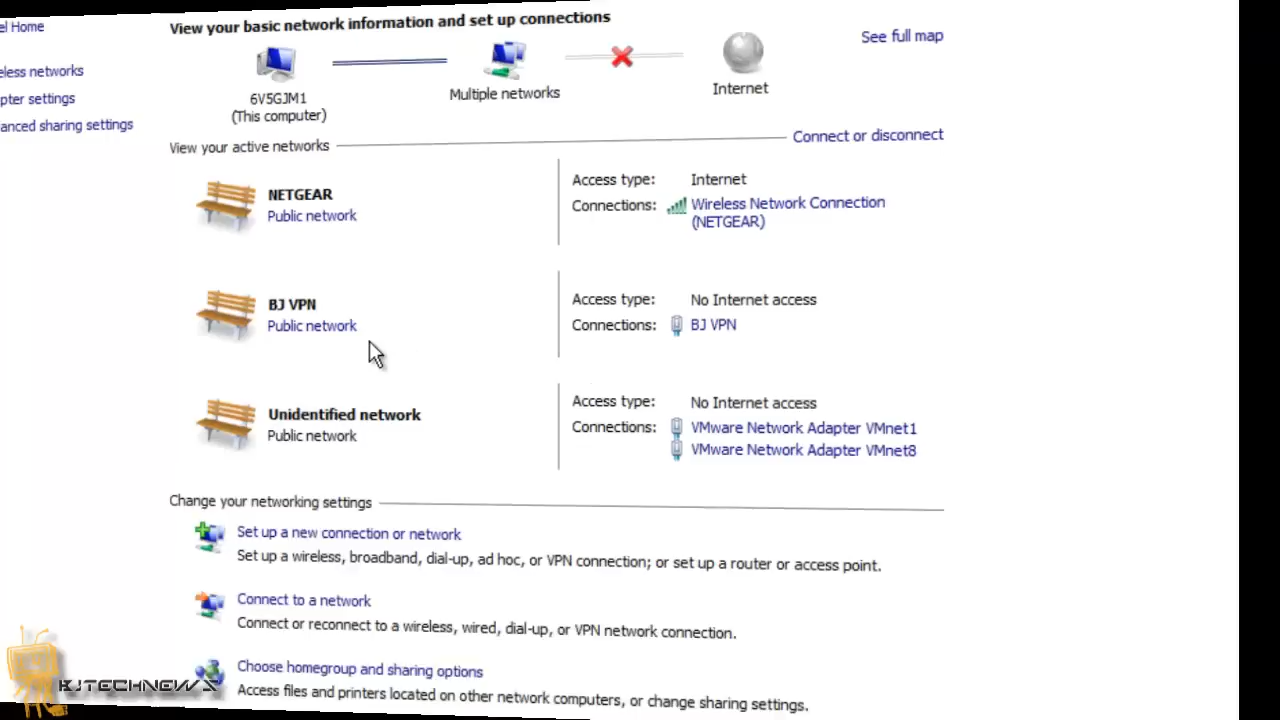 el Home
View your basic network information and set up connections
See full map
eless networks
pter settings
anced sharing settings
6V5GJM1
(This computer)
Multiple networks
Internet
View your active networks
Connect or disconnect
NETGEAR
Public network
Access type: Internet
Connections: Wireless Network Connection
(NETGEAR)
BJ VPN
Public network
Access type: No Internet access
Connections: BJ VPN
Unidentified network
Public network
Access type: No Internet access
Connections: VMware Network Adapter VMnet1
VMware Network Adapter VMnet8
Change your networking settings
Set up a new connection or network
Set up a wireless, broadband, dial-up, ad hoc, or VPN connection; or set up a router or access point.
Connect to a network
Connect or reconnect to a wireless, wired, dial-up, or VPN network connection.
Choose homegroup and sharing options
Access files and printers located on other network computers, or change sharing settings.
BJTECHNEWS